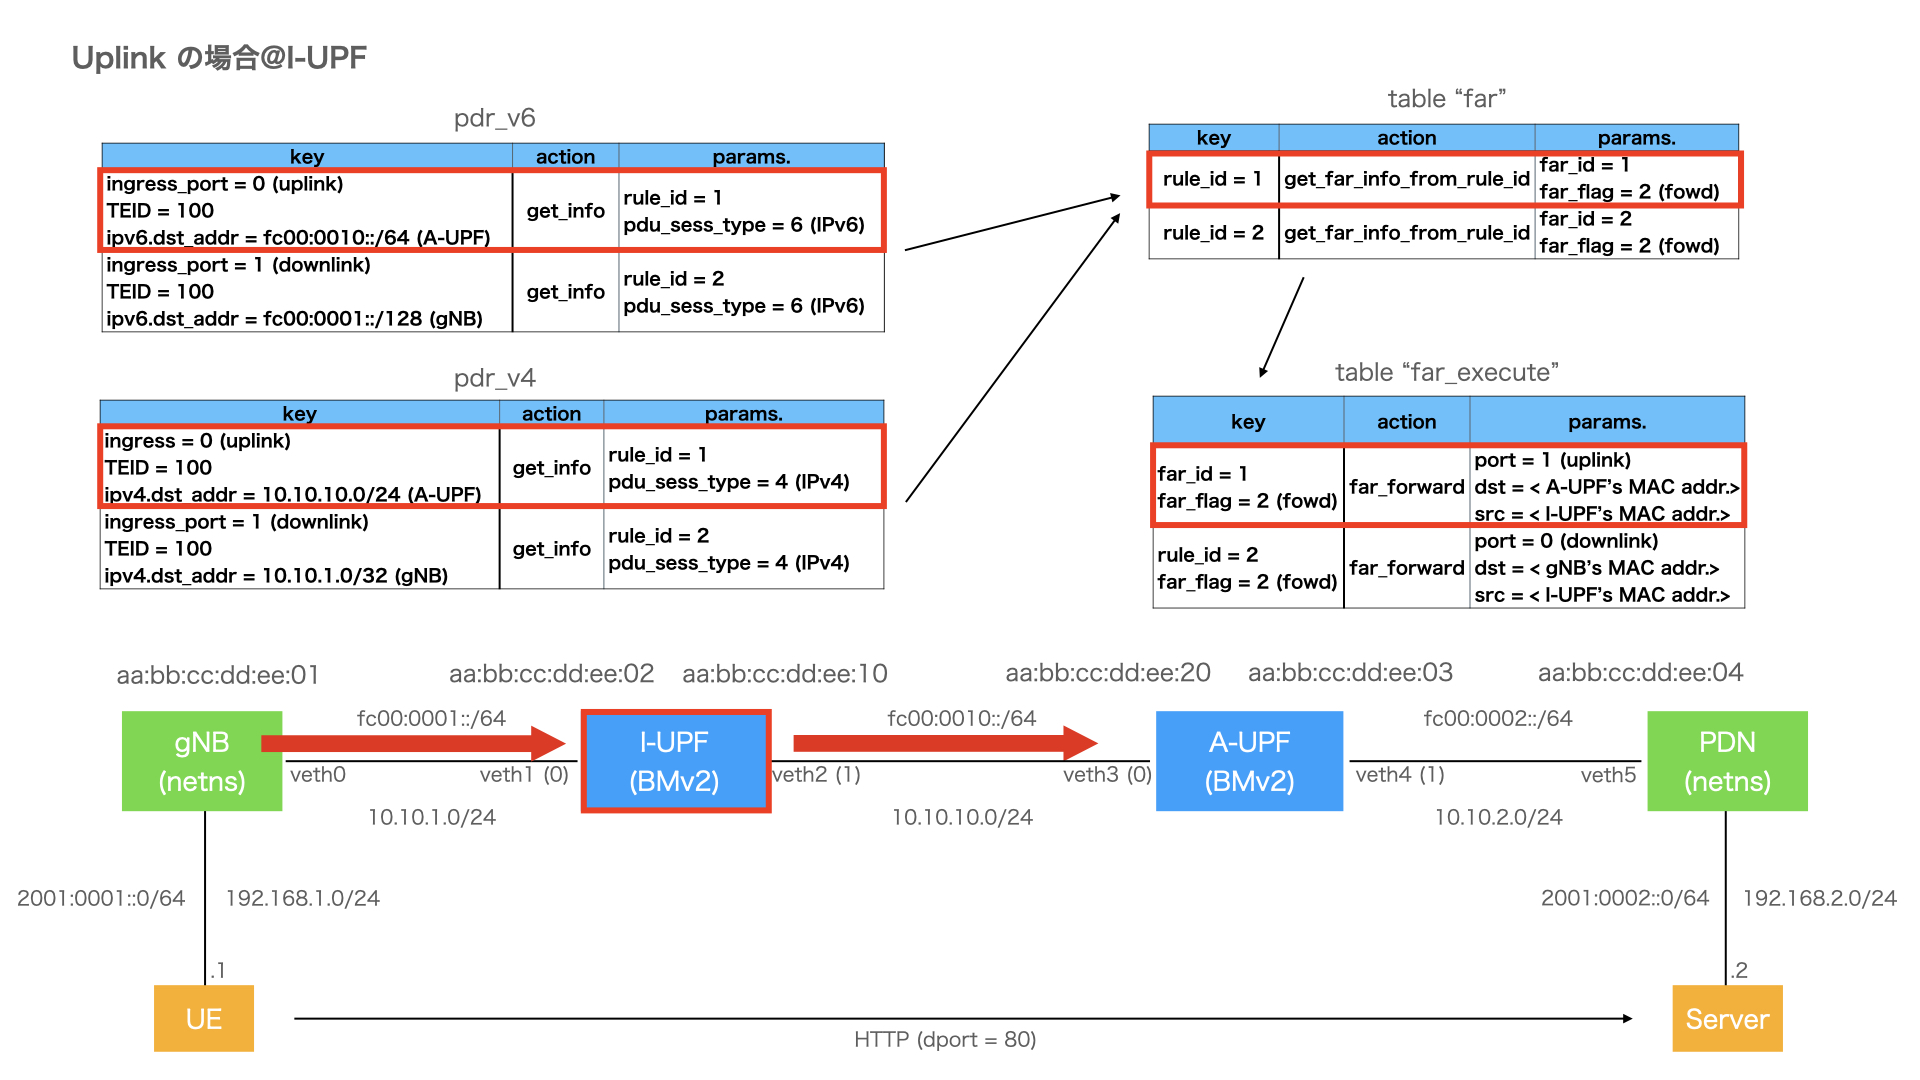 Uplink の場合@I-UPF
pdr_v6
key action params.
ingress_port = 0 (uplink)
TEID = 100
ipv6.dst_addr = fc00:0010::/64 (A-UPF)
get_info
rule_id = 1
pdu_sess_type = 6 (IPv6)
ingress_port = 1 (downlink)
TEID = 100
ipv6.dst_addr = fc00:0001::/128 (gNB)
get_info
rule_id = 2
pdu_sess_type = 6 (IPv6)
pdr_v4
key action params.
ingress = 0 (uplink)
TEID = 100
ipv4.dst_addr = 10.10.10.0/24 (A-UPF)
get_info
rule_id = 1
pdu_sess_type = 4 (IPv4)
ingress_port = 1 (downlink)
TEID = 100
ipv4.dst_addr = 10.10.1.0/32 (gNB)
get_info
rule_id = 2
pdu_sess_type = 4 (IPv4)
table “far”
key action params.
rule_id = 1
get_far_info_from_rule_id
far_id = 1
far_flag = 2 (fowd)
rule_id = 2
get_far_info_from_rule_id
far_id = 2
far_flag = 2 (fowd)
table “far_execute”
key action params.
far_id = 1
far_flag = 2 (fowd)
far_forward
port = 1 (uplink)
dst = < A-UPF’s MAC addr.>
src = < I-UPF’s MAC addr.>
rule_id = 2
far_flag = 2 (fowd)
far_forward
port = 0 (downlink)
dst = < gNB’s MAC addr.>
src = < I-UPF’s MAC addr.>
aa:bb:cc:dd:ee:01 aa:bb:cc:dd:ee:02 aa:bb:cc:dd:ee:10 aa:bb:cc:dd:ee:20 aa:bb:cc:dd:ee:03 aa:bb:cc:dd:ee:04
gNB
(netns)
fc00:0001::/64
veth0
veth1 (0)
10.10.1.0/24
I-UPF
(BMv2)
fc00:0010::/64
veth2 (1)
veth3 (0)
10.10.10.0/24
A-UPF
(BMv2)
fc00:0002::/64
veth4 (1)
veth5
10.10.2.0/24
PDN
(netns)
2001:0001::0/64
192.168.1.0/24
2001:0002::0/64
192.168.2.0/24
.1
.2
UE
Server
HTTP (dport = 80)